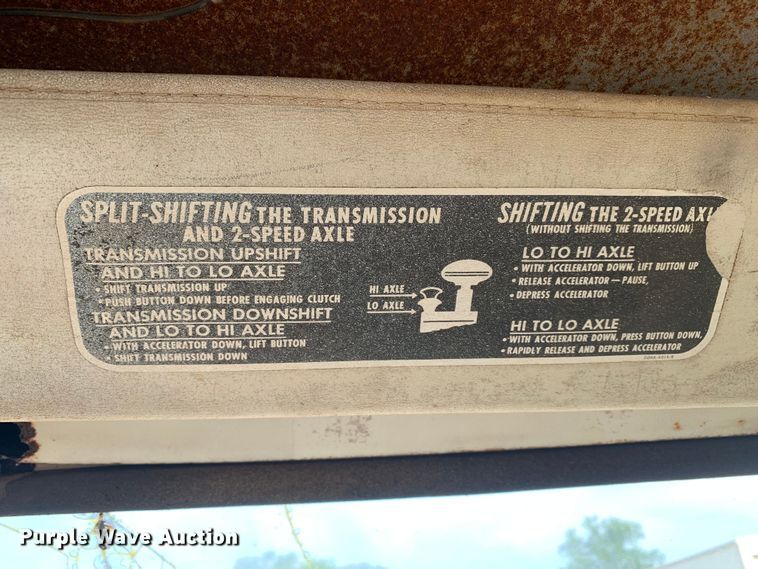 SPLIT-SHIFTING THE TRANSMISSION
AND 2-SPEED AXLE
TRANSMISSION UPSHIFT
AND HI TO LO AXLE
• SHIFT TRANSMISSION UP
• PUSH BUTTON DOWN BEFORE ENGAGING CLUTCH
TRANSMISSION DOWNSHIFT
AND LO TO HI AXLE
• WITH ACCELERATOR DOWN, LIFT BUTTON
• SHIFT TRANSMISSION DOWN
HI AXLE
LO AXLE
SHIFTING THE 2-SPEED
(WITHOUT SHIFTING THE TRANSMISSION)
LO TO HI AXLE
• WITH ACCELERATOR DOWN, LIFT BUTTON UP
• RELEASE ACCELERATOR—PAUSE,
• DEPRESS ACCELERATOR
HI TO LO AXLE
• WITH ACCELERATOR DOWN, PRESS BUTTON DOWN,
• RAPIDLY RELEASE AND DEPRESS ACCELERATOR
Purple Wave Auction